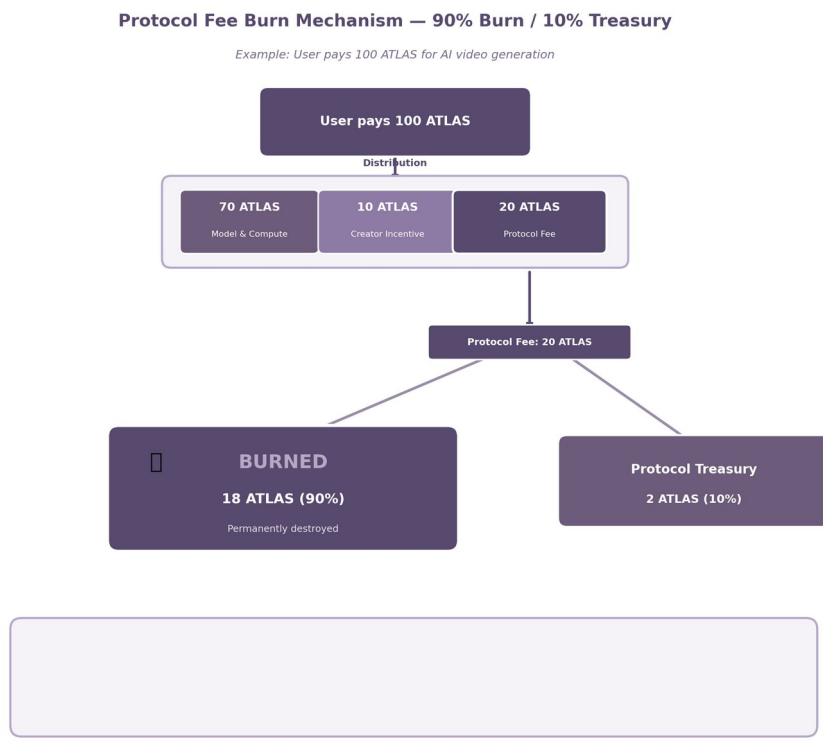 Protocol Fee Burn Mechanism — 90% Burn / 10% Treasury
Example: User pays 100 ATLAS for AI video generation
User pays 100 ATLAS
Distribution
70 ATLAS
Model & Compute
10 ATLAS
Creator Incentive
20 ATLAS
Protocol Fee
Protocol Fee: 20 ATLAS
BURNED
18 ATLAS (90%)
Permanently destroyed
Protocol Treasury
2 ATLAS (10%)